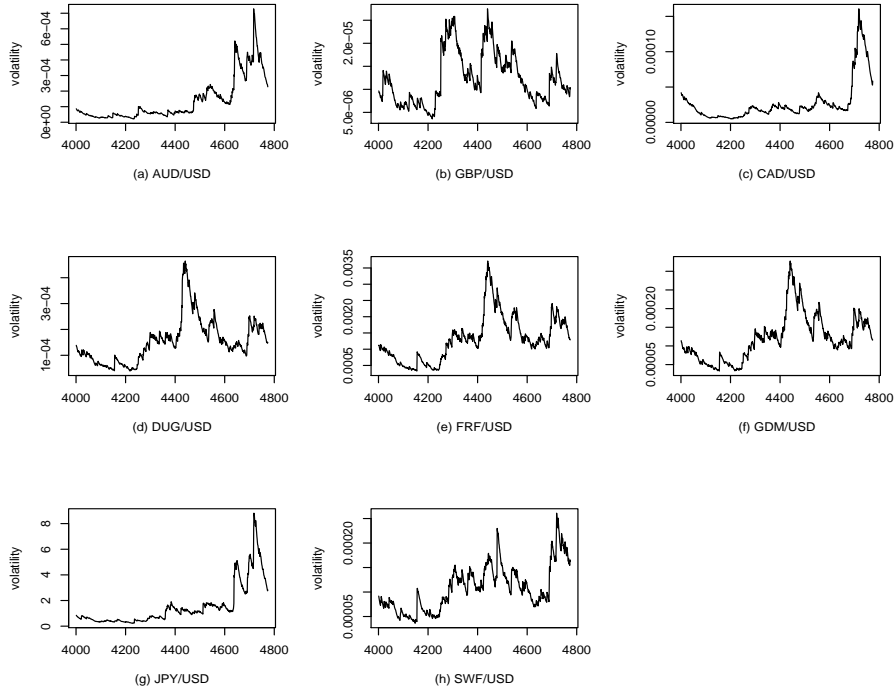 volatility
0e+00 3e-04 6e-04
4000 4200 4400 4600 4800
(a) AUD/USD
volatility
5.0e-06 2.0e-05
4000 4200 4400 4600 4800
(b) GBP/USD
volatility
0.00000 0.00010
4000 4200 4400 4600 4800
(c) CAD/USD
volatility
1e-04 3e-04
4000 4200 4400 4600 4800
(d) DUG/USD
volatility
0.0005 0.0020 0.0035
4000 4200 4400 4600 4800
(e) FRF/USD
volatility
0.00005 0.00020
4000 4200 4400 4600 4800
(f) GDM/USD
volatility
0 2 4 6 8
4000 4200 4400 4600 4800
(g) JPY/USD
volatility
0.00005 0.00020
4000 4200 4400 4600 4800
(h) SWF/USD